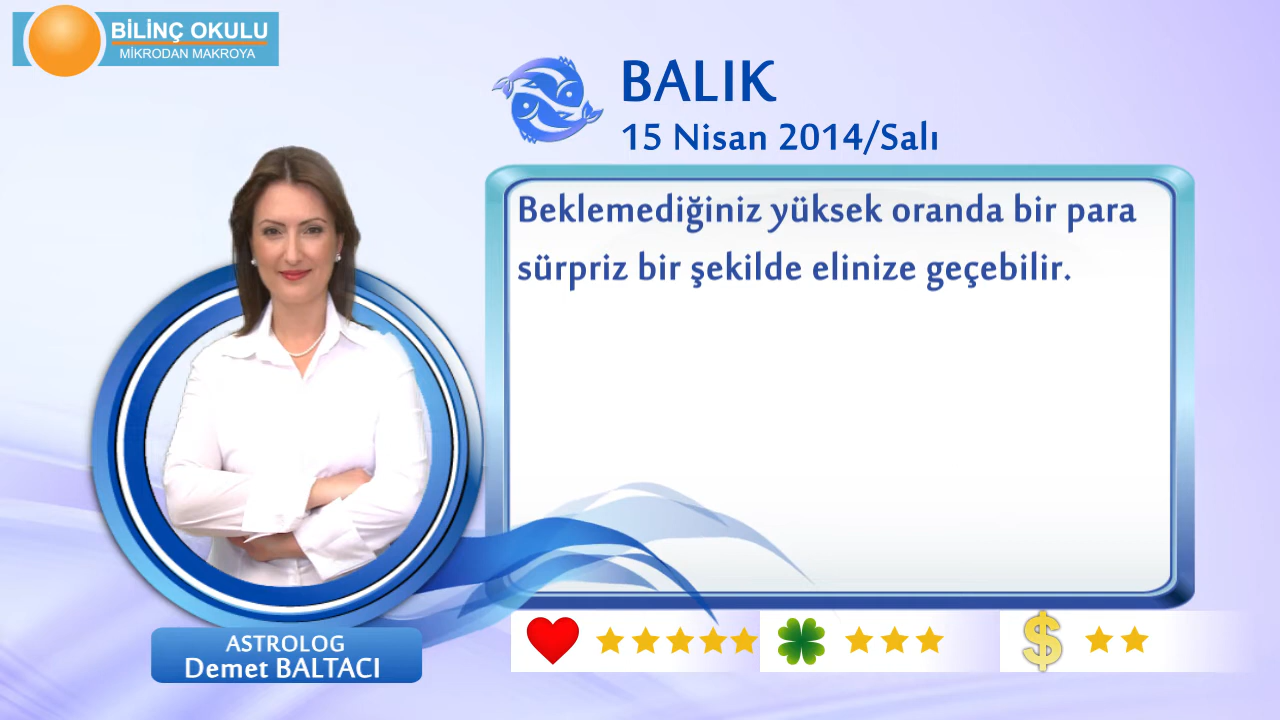 BİLİNÇ OKULU
MİKRODAN MAKROYA
BALIK
15 Nisan 2014/Salı
Beklemediğiniz yüksek oranda bir para
sürpriz bir şekilde elinize geçebilir.
ASTROLOG
Demet BALTACI